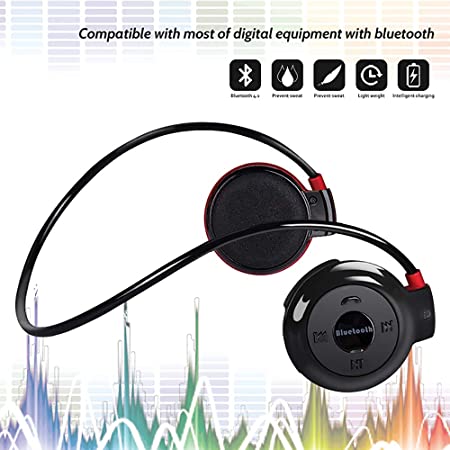 Compatible with most of digital equipment with bluetooth
Bluetooth 4.2
Prevent sweat
Prevent sweat
Light weight
Intelligent charging
Bluetooth